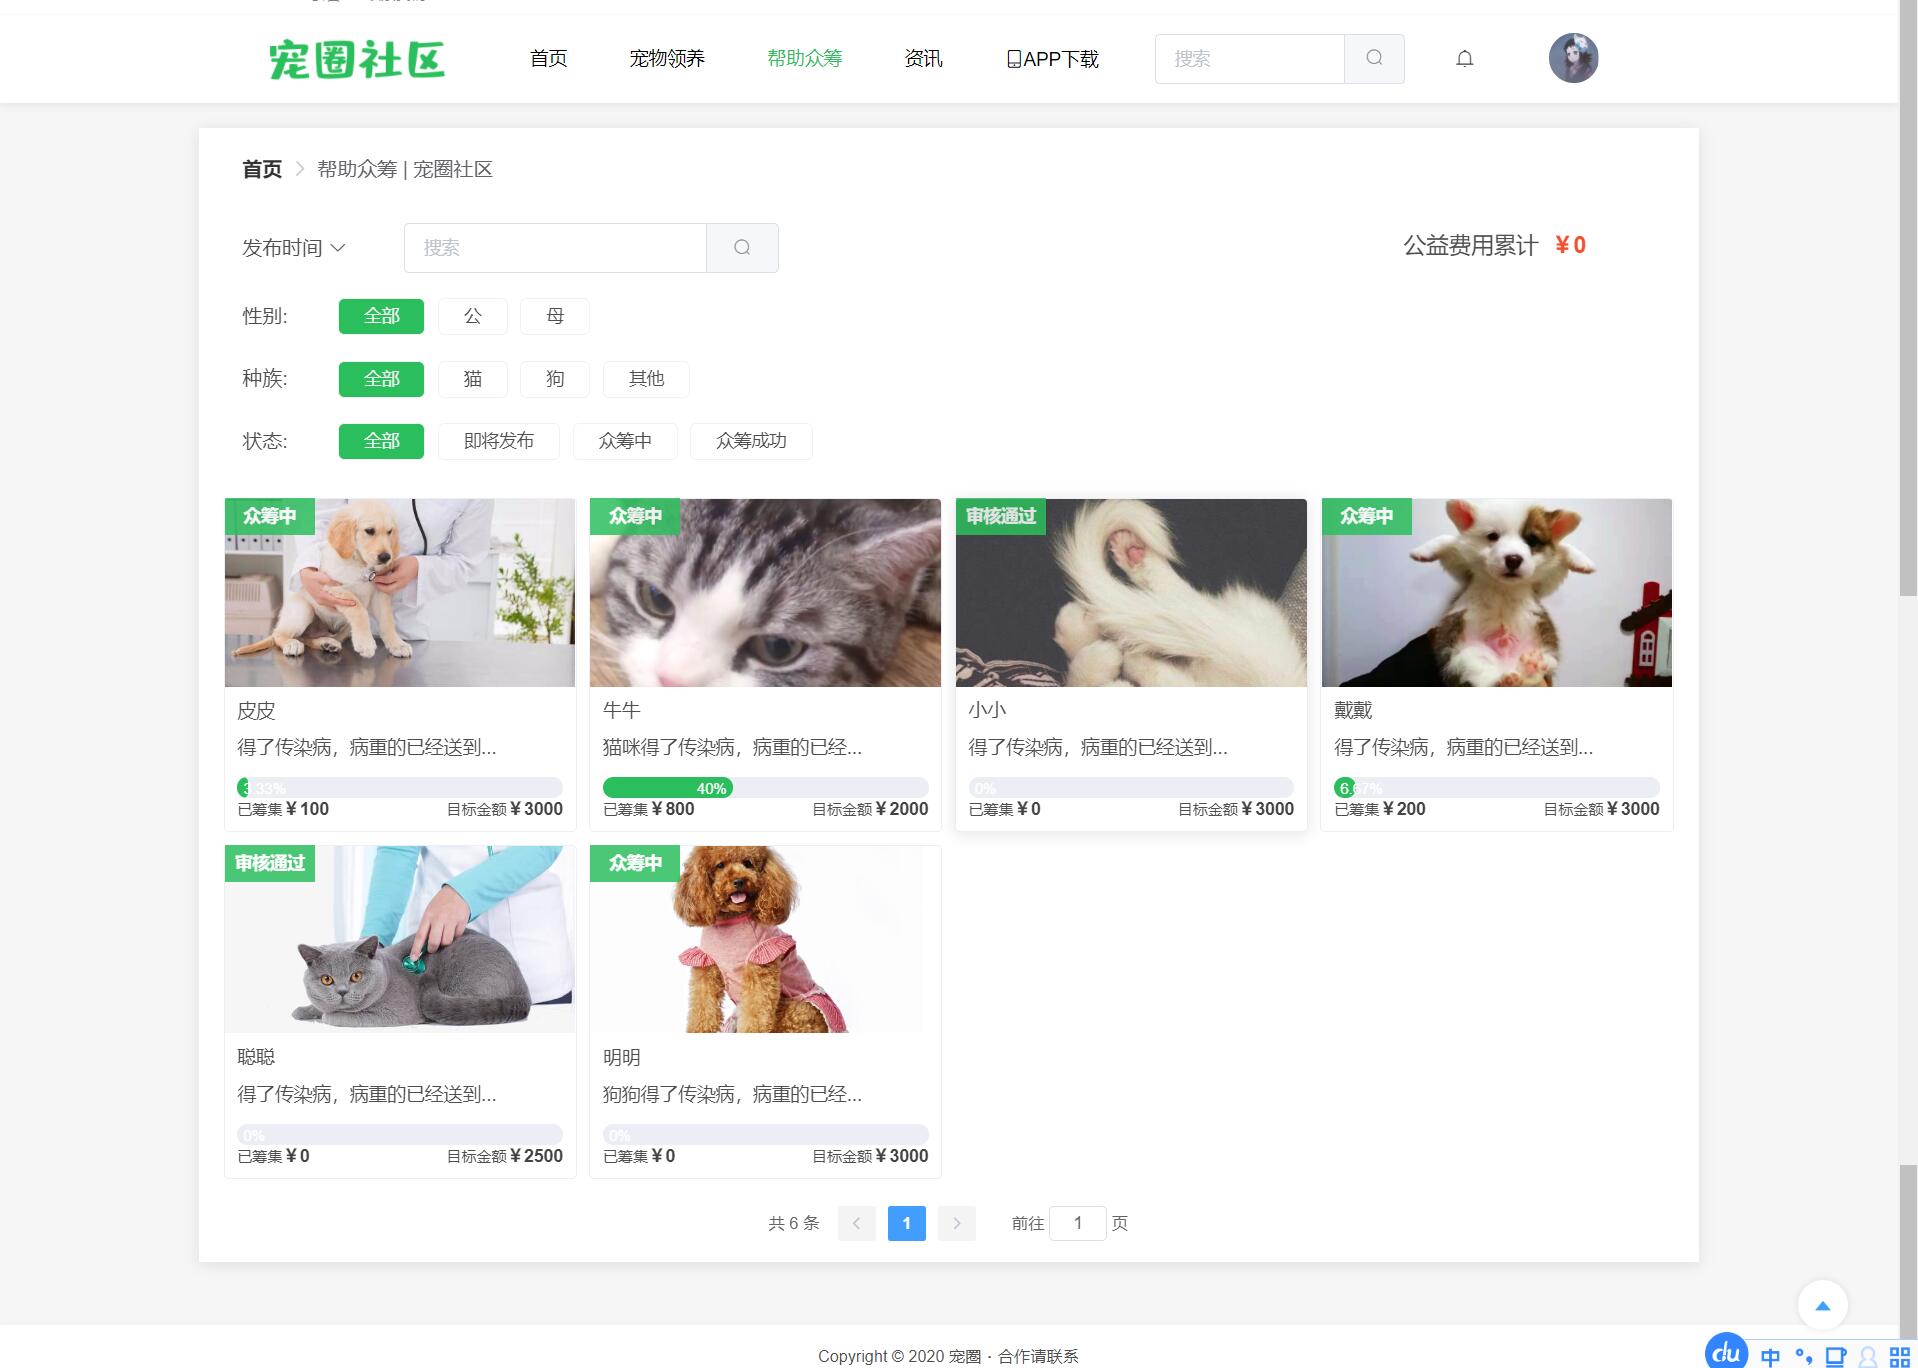 宠圈社区 首页 宠物领养 帮助众筹 资讯 APP下载 搜索
首页 帮助众筹 | 宠圈社区
发布时间 搜索 公益费用累计 ¥ 0
性别: 全部 公 母
种族: 全部 猫 狗 其他
状态: 全部 即将发布 众筹中 众筹成功
众筹中
皮皮
得了传染病，病重的已经送到...
3.33%
已筹集 ¥ 100 目标金额 ¥ 3000
众筹中
牛牛
猫咪得了传染病，病重的已经...
40%
已筹集 ¥ 800 目标金额 ¥ 2000
审核通过
小小
得了传染病，病重的已经送到...
0%
已筹集 ¥ 0 目标金额 ¥ 3000
众筹中
戴戴
得了传染病，病重的已经送到...
6.67%
已筹集 ¥ 200 目标金额 ¥ 3000
审核通过
聪聪
得了传染病，病重的已经送到...
0%
已筹集 ¥ 0 目标金额 ¥ 2500
众筹中
明明
狗狗得了传染病，病重的已经...
0%
已筹集 ¥ 0 目标金额 ¥ 3000
共 6 条 1 前往 1 页
Copyright © 2020 宠圈 · 合作请联系
du 中